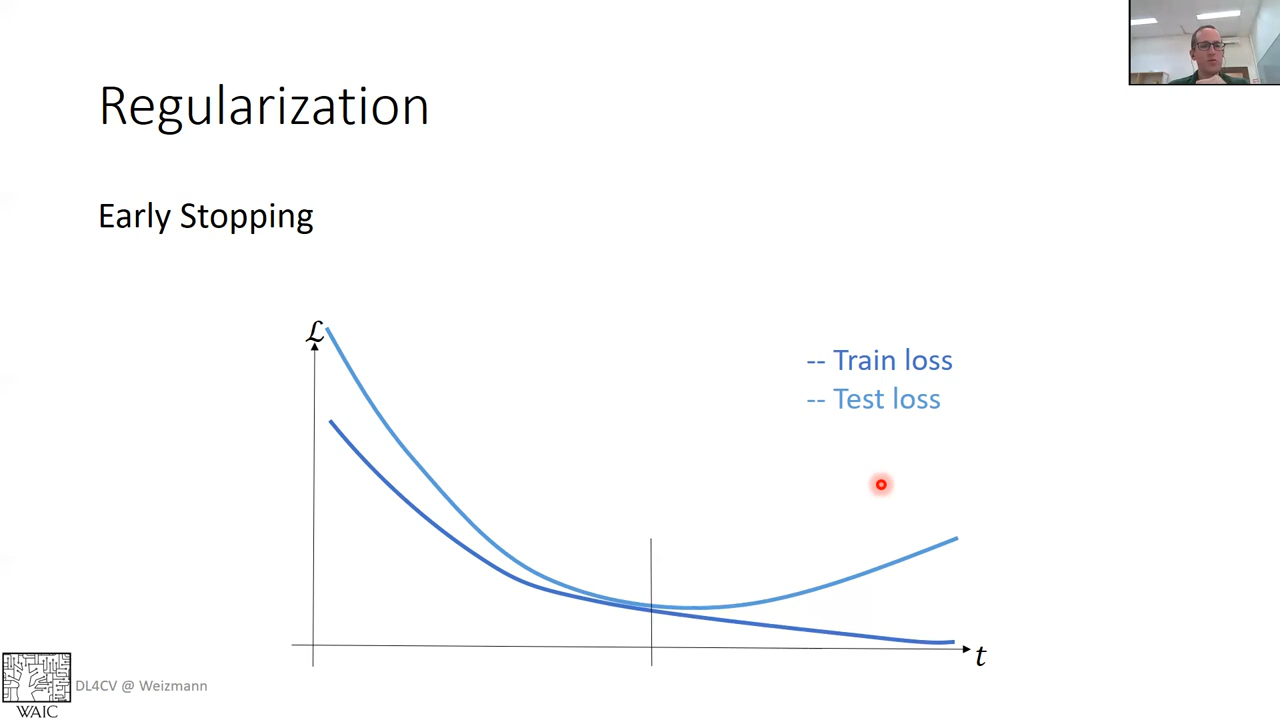 Regularization
Early Stopping
ℒ
-- Train loss
-- Test loss
t
DL4CV @ Weizmann
WAIC